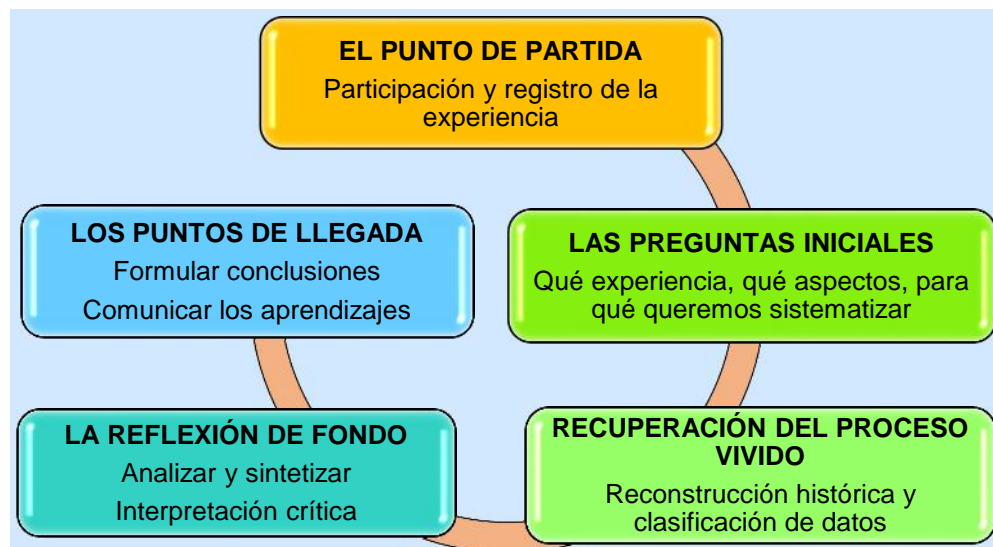 EL PUNTO DE PARTIDA
Participación y registro de la
experiencia
LAS PREGUNTAS INICIALES
Qué experiencia, qué aspectos, para
qué queremos sistematizar
RECUPERACIÓN DEL PROCESO
VIVIDO
Reconstrucción histórica y
clasificación de datos
LA REFLEXIÓN DE FONDO
Analizar y sintetizar
Interpretación crítica
LOS PUNTOS DE LLEGADA
Formular conclusiones
Comunicar los aprendizajes